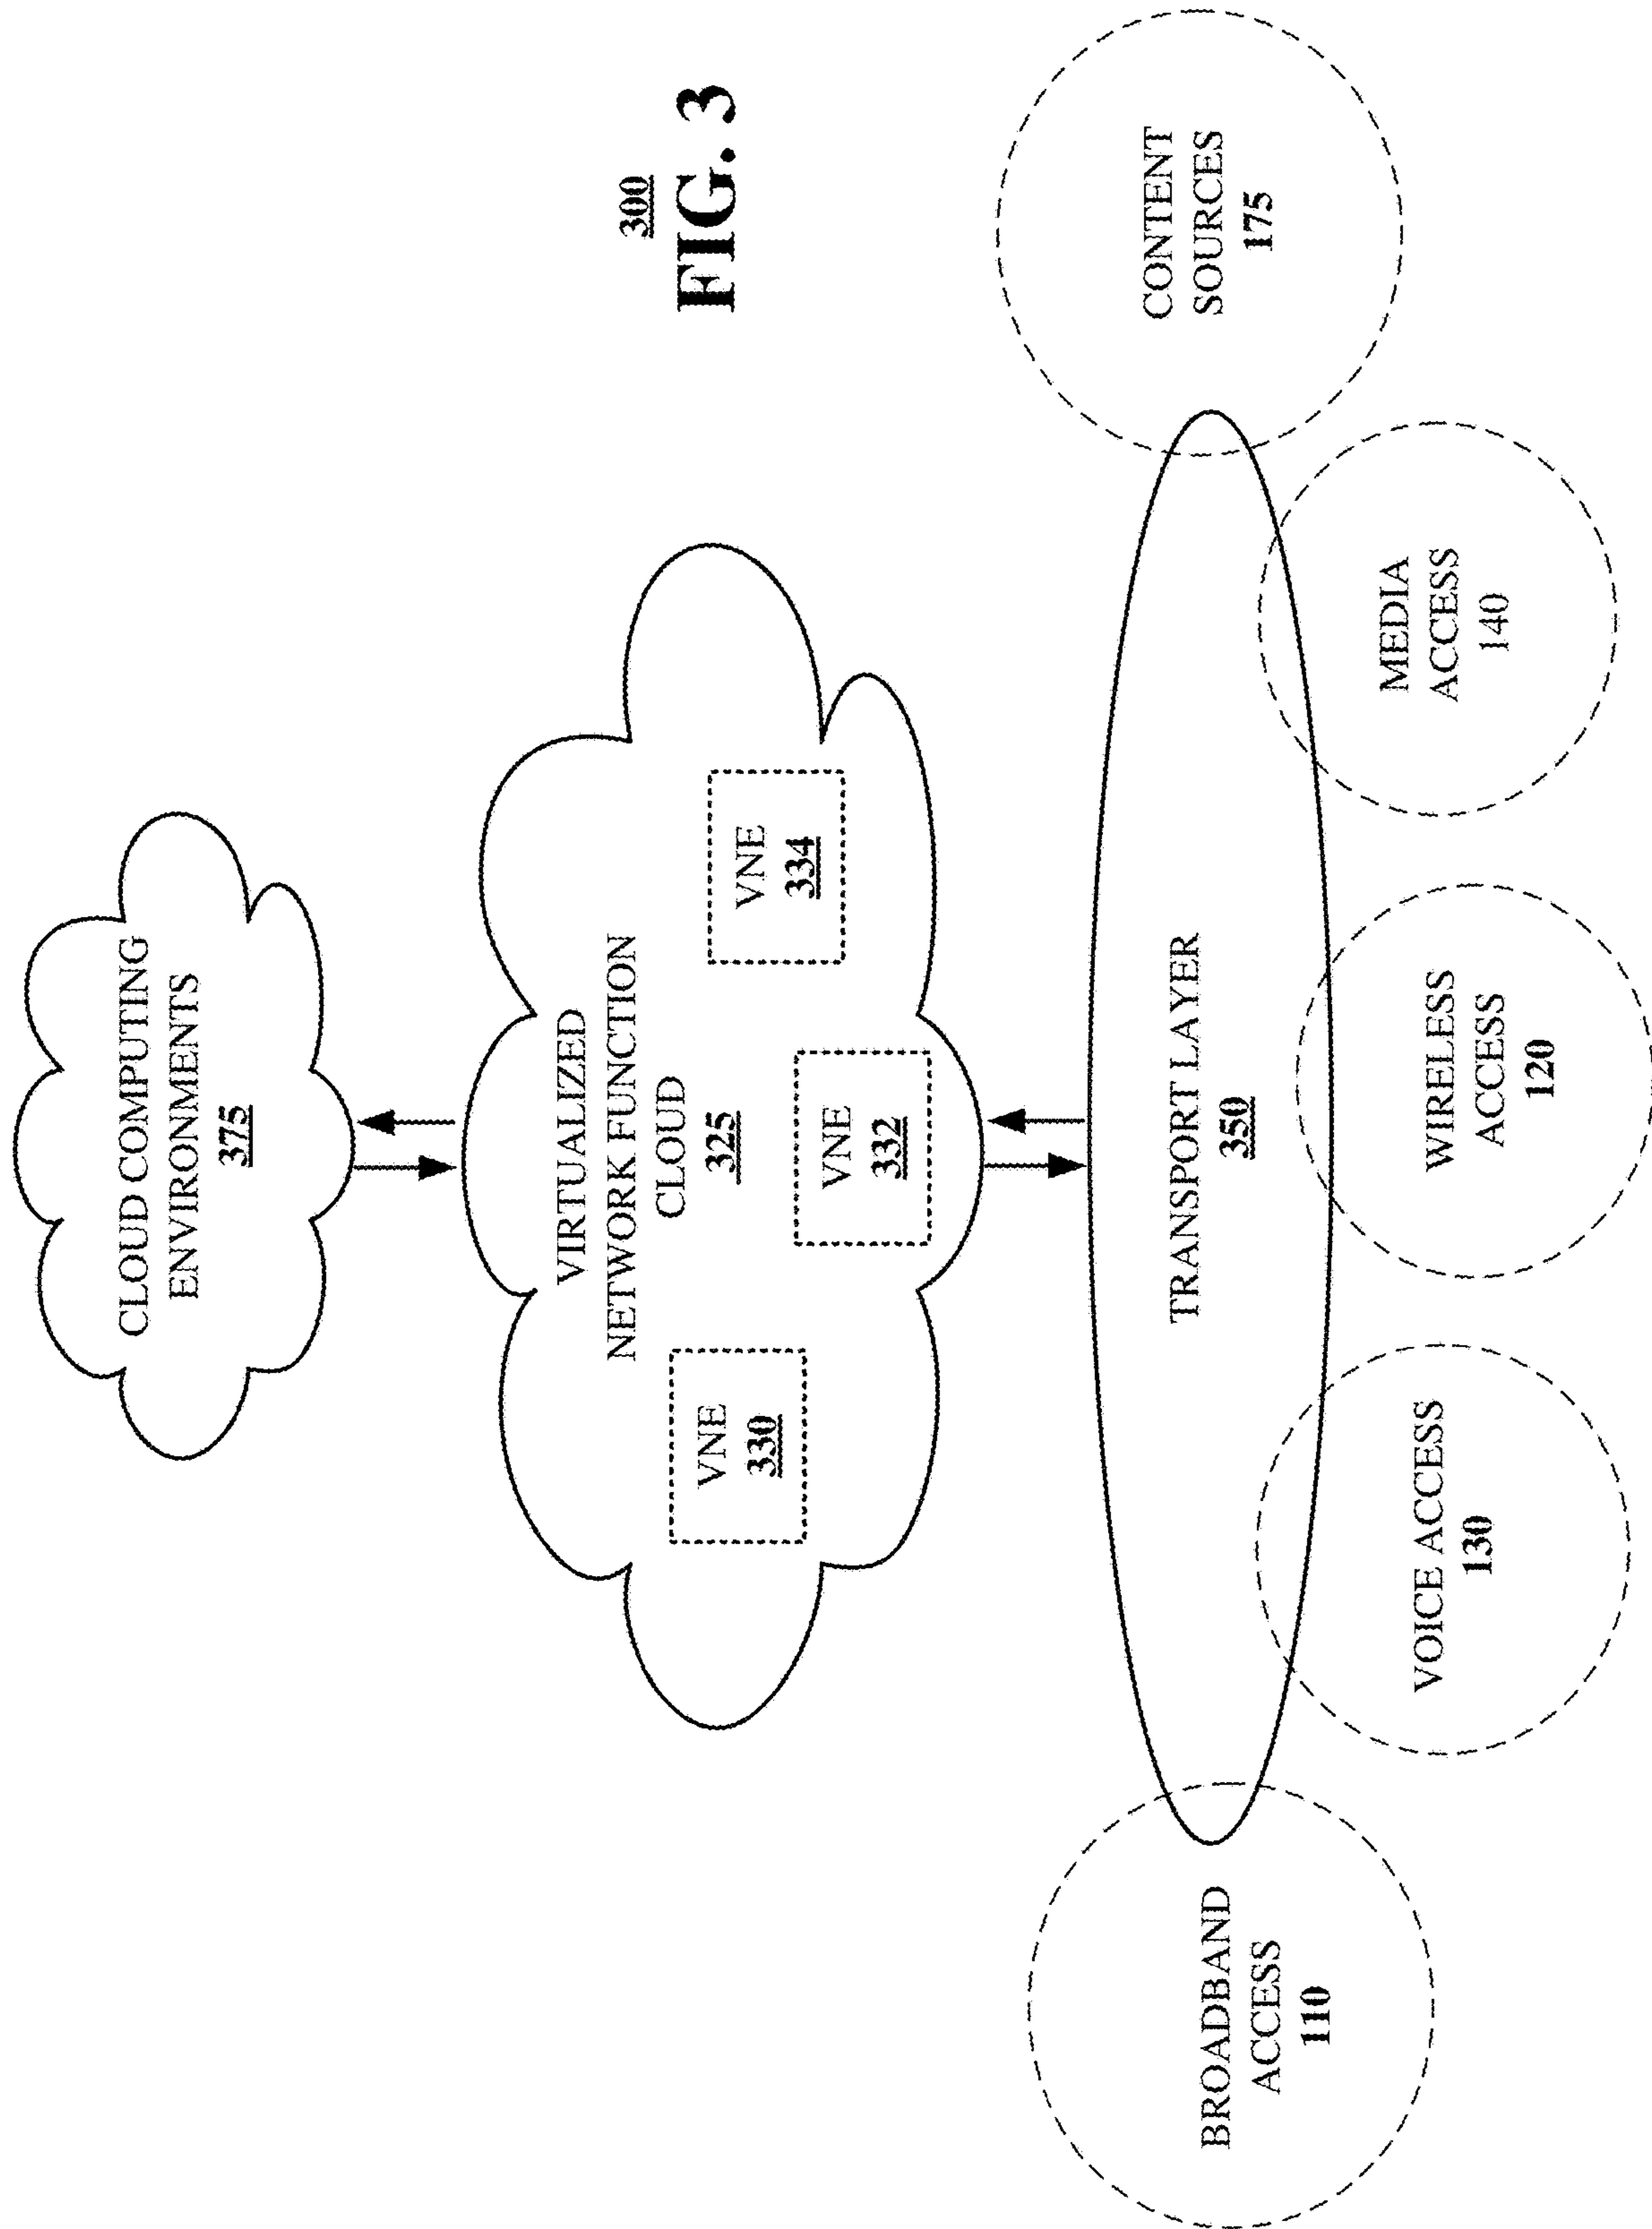 CLOUD COMPUTING
ENVIRONMENTS
375
VIRTUALIZED
NETWORK FUNCTION
CLOUD
325
VNE
330
VNE
332
VNE
334
TRANSPORT LAYER
350
BROADBAND
ACCESS
110
VOICE ACCESS
130
WIRELESS
ACCESS
120
MEDIA
ACCESS
140
CONTENT
SOURCES
175
300
FIG. 3